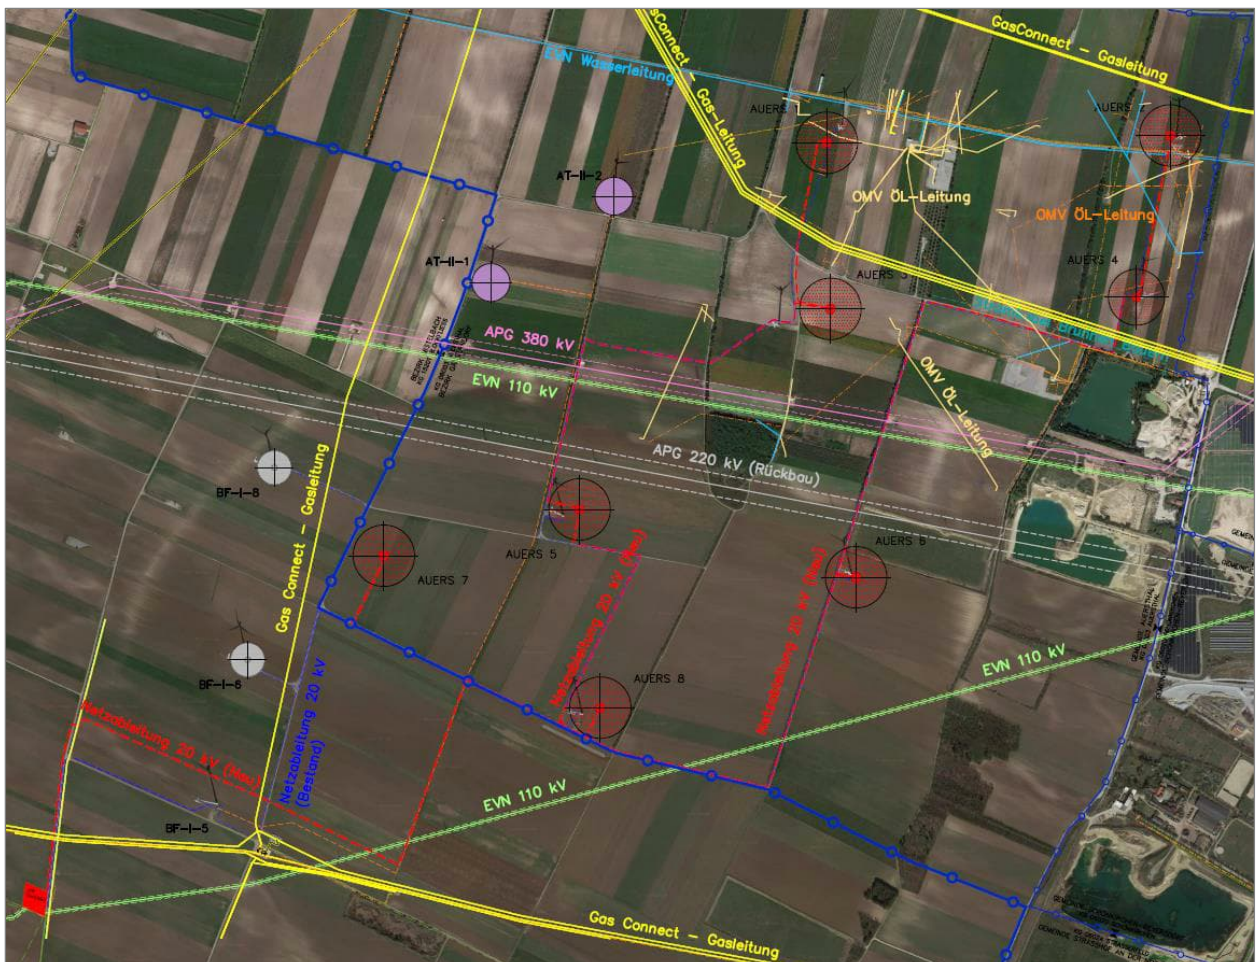 GasConnect - Gasleitung
GasConnect - Gas-Leitung
EVN Wasserleitung
AUERS 1
AUERS 2
AT-II-2
OMV ÖL-Leitung
OMV ÖL-Leitung
AT-II-1
AUERS 3
AUERS 4
APG 380 kV
EVN 110 kV
OMV ÖL-Leitung
APG 220 kV (Rückbau)
BF-I-8
Gas Connect - Gasleitung
AUERS 5
AUERS 6
AUERS 7
Netzableitung 20 kV (Neu)
Netzableitung 20 kV (Neu)
EVN 110 kV
BF-I-6
AUERS 8
Netzableitung 20 kV (Neu)
Netzableitung 20 kV
(Bestand)
EVN 110 kV
BF-I-5
Gas Connect - Gasleitung